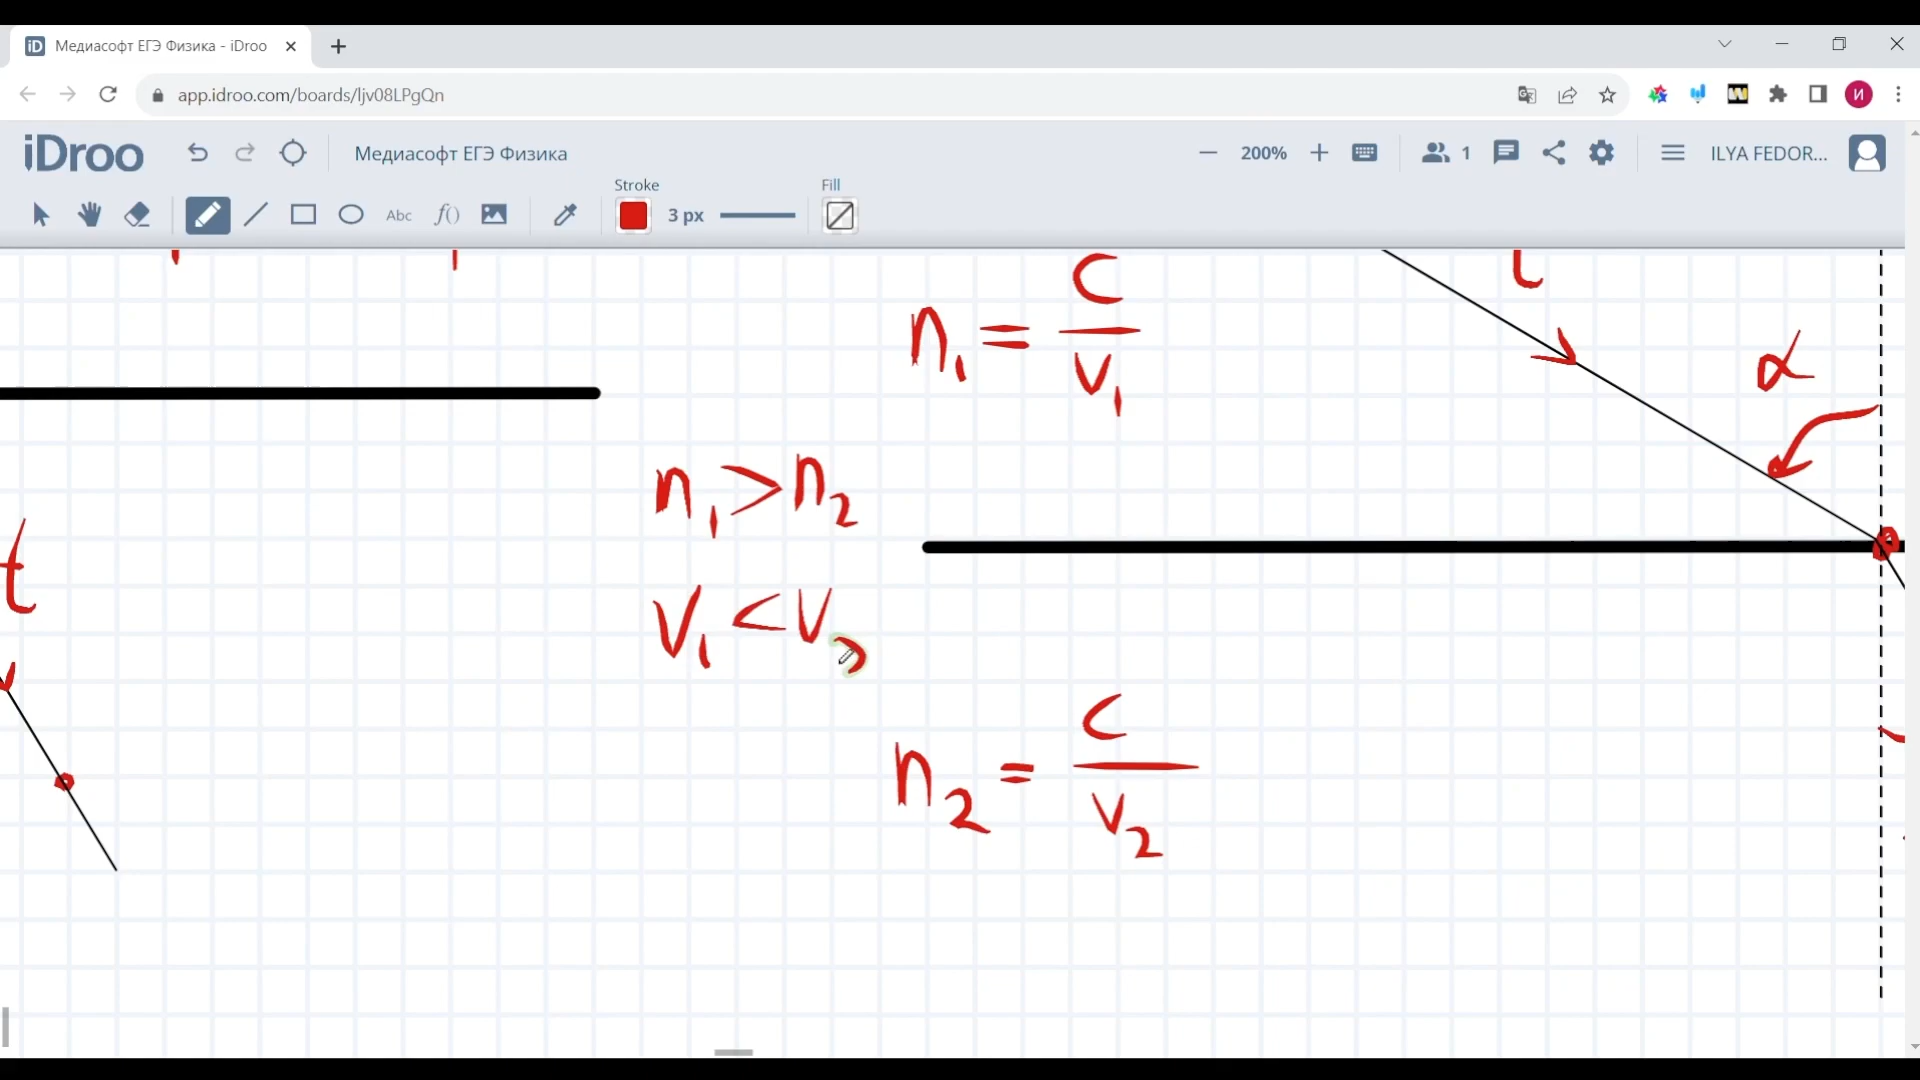 Медиасофт ЕГЭ Физика - iDroo
app.idroo.com/boards/ljv08LPgQn
И
iDroo
Медиасофт ЕГЭ Физика
200%
1
ILYA FEDOR...
Abc
f()
Stroke
3 px
Fill
n₁ = c / v₁
α
n₁ > n₂
t
v₁ < v
n₂ = c / v₂